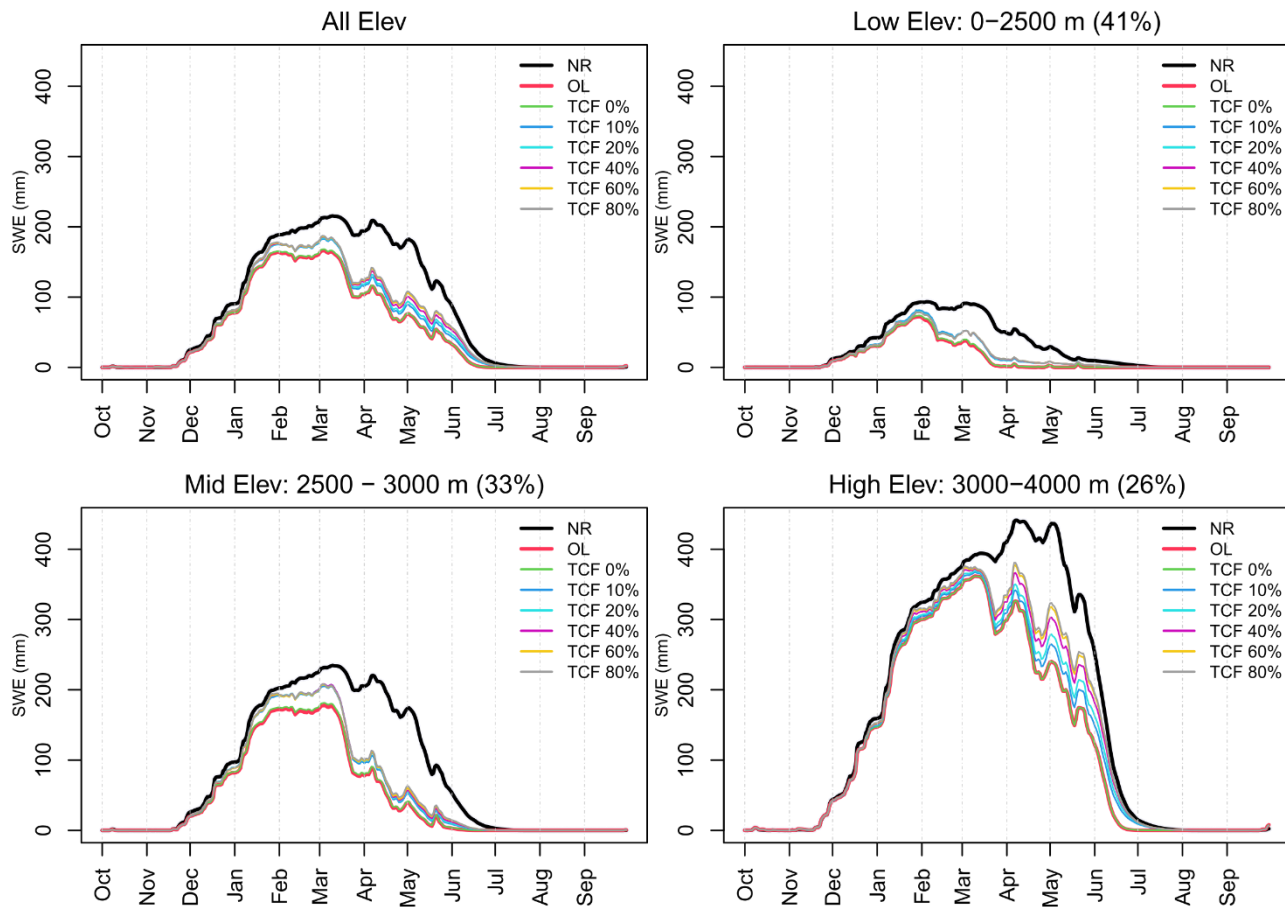 All Elev
SWE (mm)
0 100 200 300 400
NR
OL
TCF 0%
TCF 10%
TCF 20%
TCF 40%
TCF 60%
TCF 80%
Oct Nov Dec Jan Feb Mar Apr May Jun Jul Aug Sep
Low Elev: 0−2500 m (41%)
SWE (mm)
0 100 200 300 400
NR
OL
TCF 0%
TCF 10%
TCF 20%
TCF 40%
TCF 60%
TCF 80%
Oct Nov Dec Jan Feb Mar Apr May Jun Jul Aug Sep
Mid Elev: 2500 − 3000 m (33%)
SWE (mm)
0 100 200 300 400
NR
OL
TCF 0%
TCF 10%
TCF 20%
TCF 40%
TCF 60%
TCF 80%
Oct Nov Dec Jan Feb Mar Apr May Jun Jul Aug Sep
High Elev: 3000−4000 m (26%)
SWE (mm)
0 100 200 300 400
NR
OL
TCF 0%
TCF 10%
TCF 20%
TCF 40%
TCF 60%
TCF 80%
Oct Nov Dec Jan Feb Mar Apr May Jun Jul Aug Sep